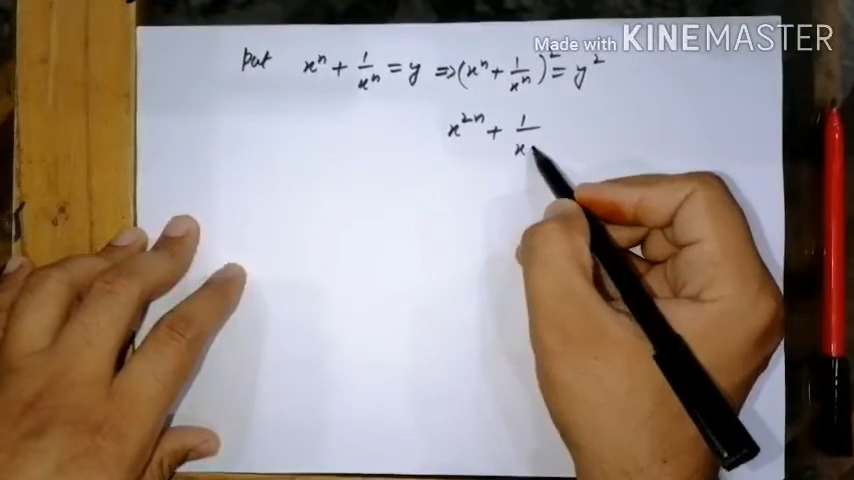 Made with KINEMASTER
put xⁿ + 1/xⁿ = y => (xⁿ + 1/xⁿ)² = y²
x²ⁿ + 1/x